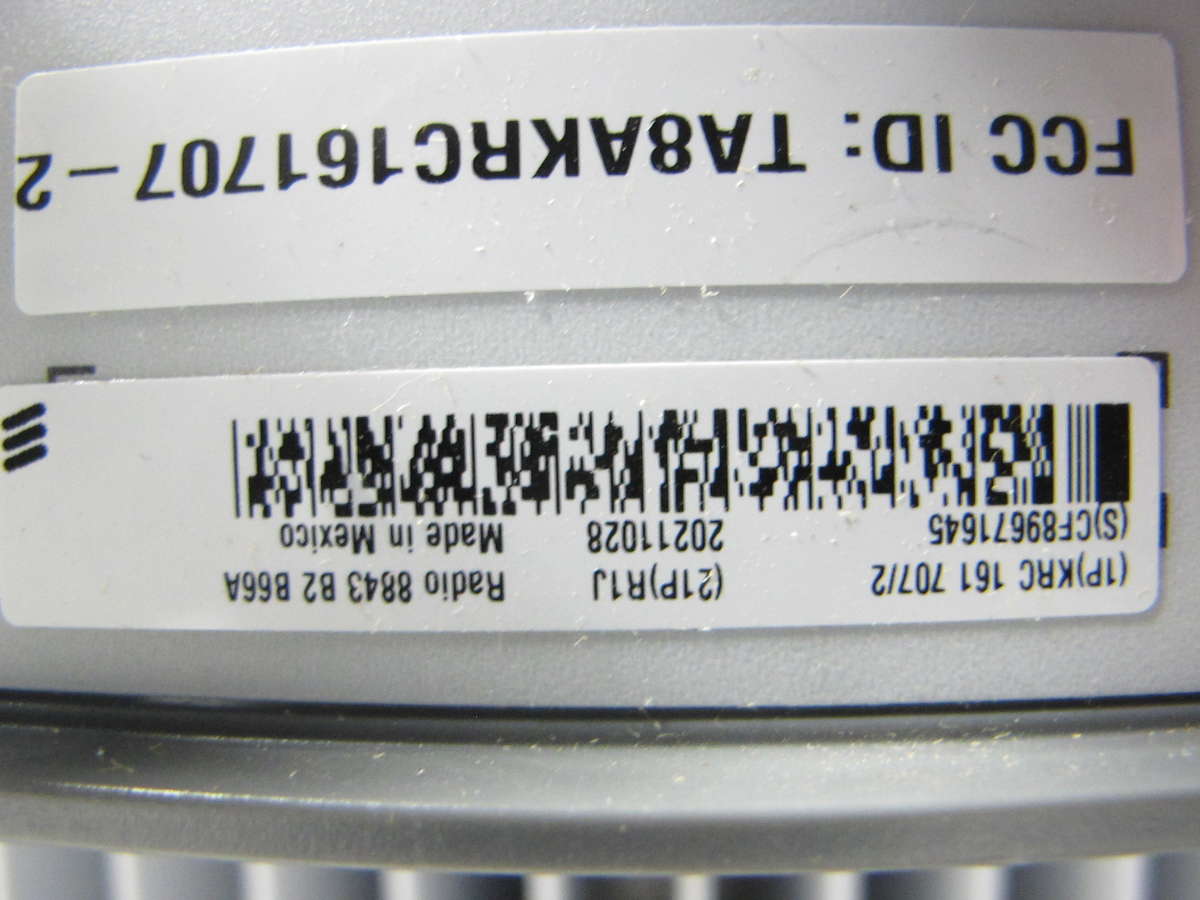 (1P)KRC 161 707/2 (21P)R1J Radio 8843 B2 B66A
(S)CF89671645 20211028 Made in Mexico
FCC ID: TA8AKRC161707-2